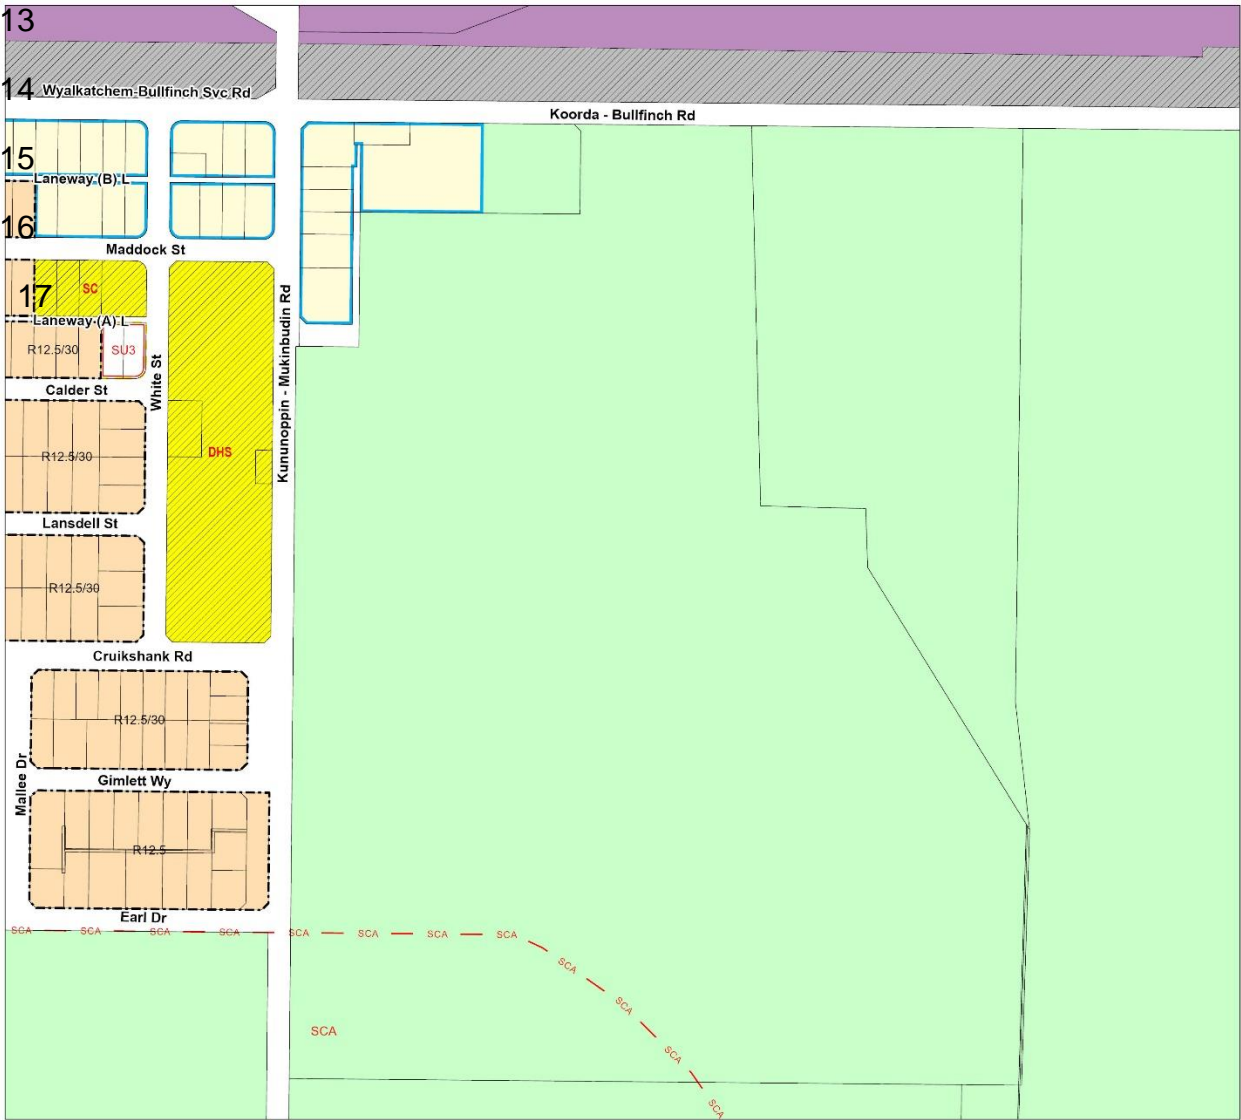 13
14 Wyalkatchem-Bullfinch Svc Rd
Koorda - Bullfinch Rd
15
Laneway (B) L
16
Maddock St
SC
17
Laneway (A) L
R12.5/30
SU3
White St
Kununoppin - Mukinbudin Rd
Calder St
R12.5/30
DHS
Lansdell St
R12.5/30
Cruikshank Rd
R12.5/30
Mallee Dr
Gimlett Wy
R12.5
Earl Dr
SCA SCA SCA SCA SCA SCA SCA SCA
SCA
SCA
SCA
SCA
SCA